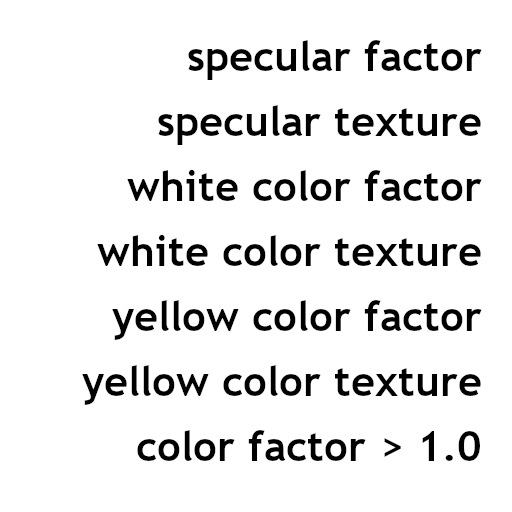 specular factor
specular texture
white color factor
white color texture
yellow color factor
yellow color texture
color factor > 1.0